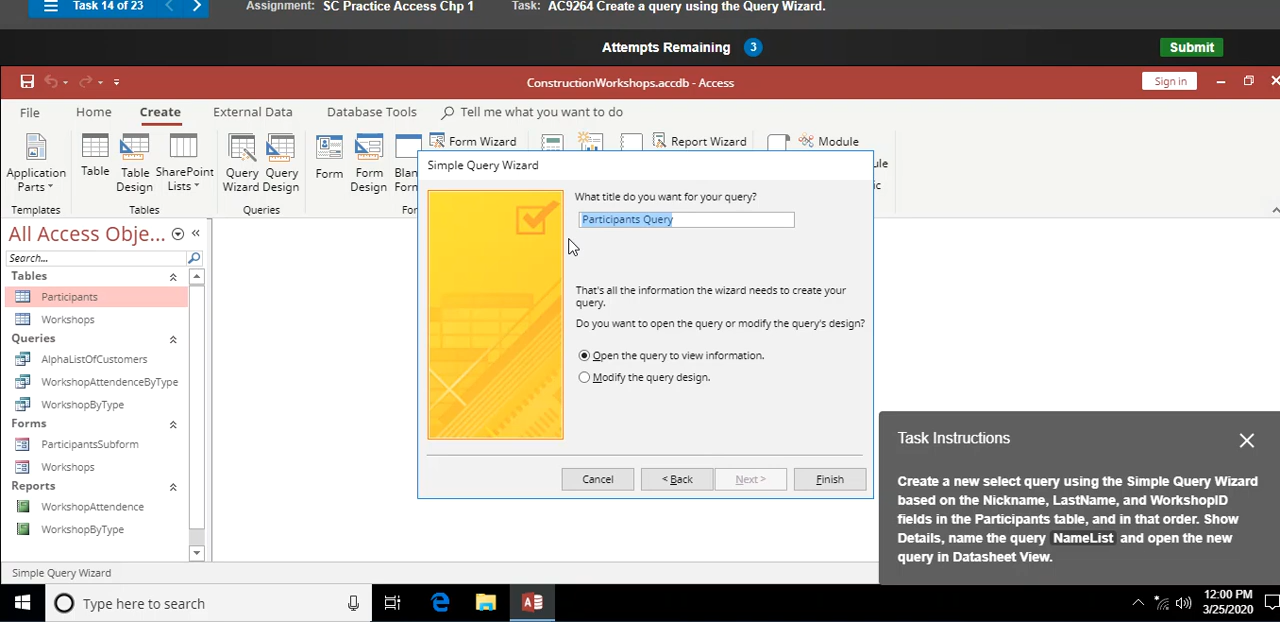 Task 14 of 23
Assignment: SC Practice Access Chp 1
Task: AC9264 Create a query using the Query Wizard.
Attempts Remaining 3
Submit
ConstructionWorkshops.accdb - Access
Sign in
File Home Create External Data Database Tools Tell me what you want to do
Application Parts
Table
Table Design
SharePoint Lists
Query Wizard
Query Design
Form
Form Design
Form Wizard
Report Wizard
Module
Templates
Tables
Queries
Simple Query Wizard
What title do you want for your query?
Participants Query
That's all the information the wizard needs to create your
query.
Do you want to open the query or modify the query's design?
Open the query to view information.
Modify the query design.
Cancel
< Back
Next >
Finish
All Access Obje...
Search...
Tables
Participants
Workshops
Queries
AlphaListOfCustomers
WorkshopAttendenceByType
WorkshopByType
Forms
ParticipantsSubform
Workshops
Reports
WorkshopAttendence
WorkshopByType
Task Instructions
Create a new select query using the Simple Query Wizard
based on the Nickname, LastName, and WorkshopID
fields in the Participants table, and in that order. Show
Details, name the query NameList and open the new
query in Datasheet View.
Simple Query Wizard
Type here to search
12:00 PM
3/25/2020